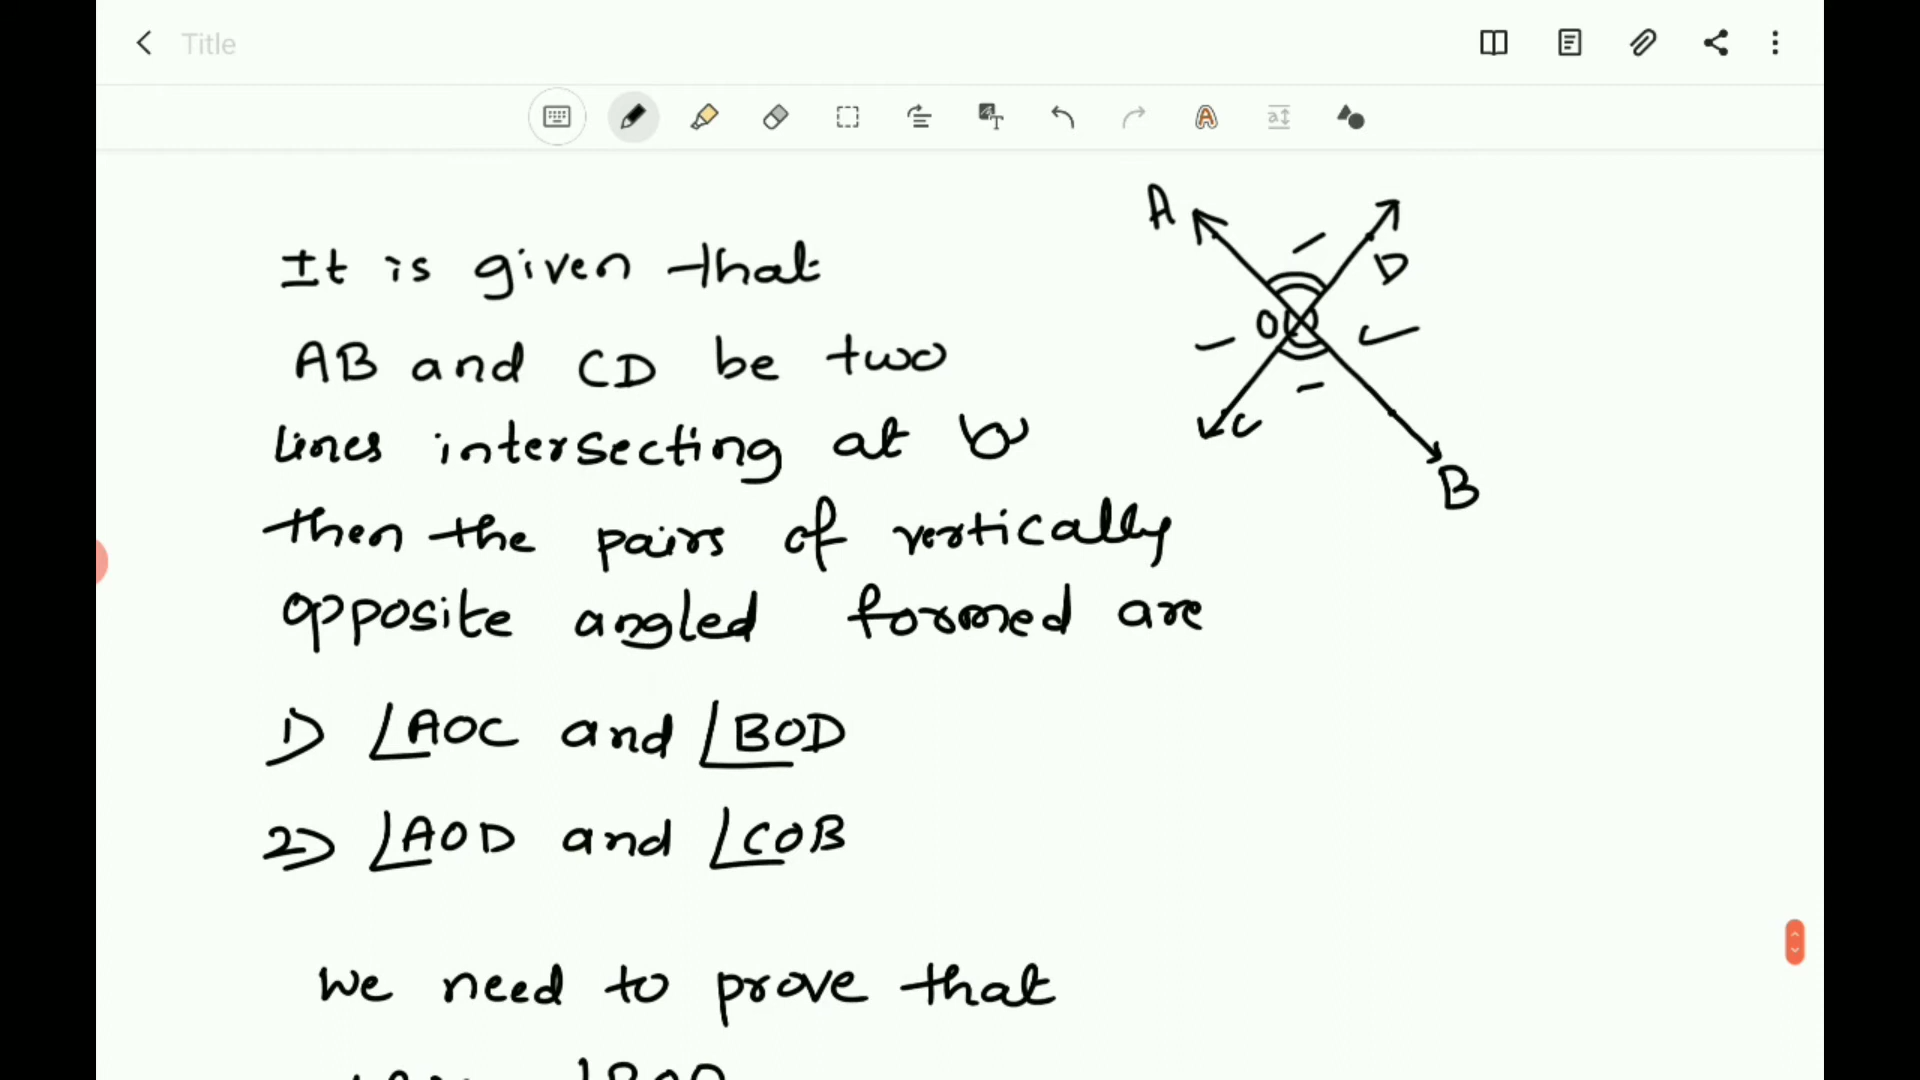 Title
It is given that
AB and CD be two
lines intersecting at O
then the pairs of vertically
opposite angled formed are
1) ∠AOC and ∠BOD
2) ∠AOD and ∠COB
We need to prove that
A
D
O
C
B